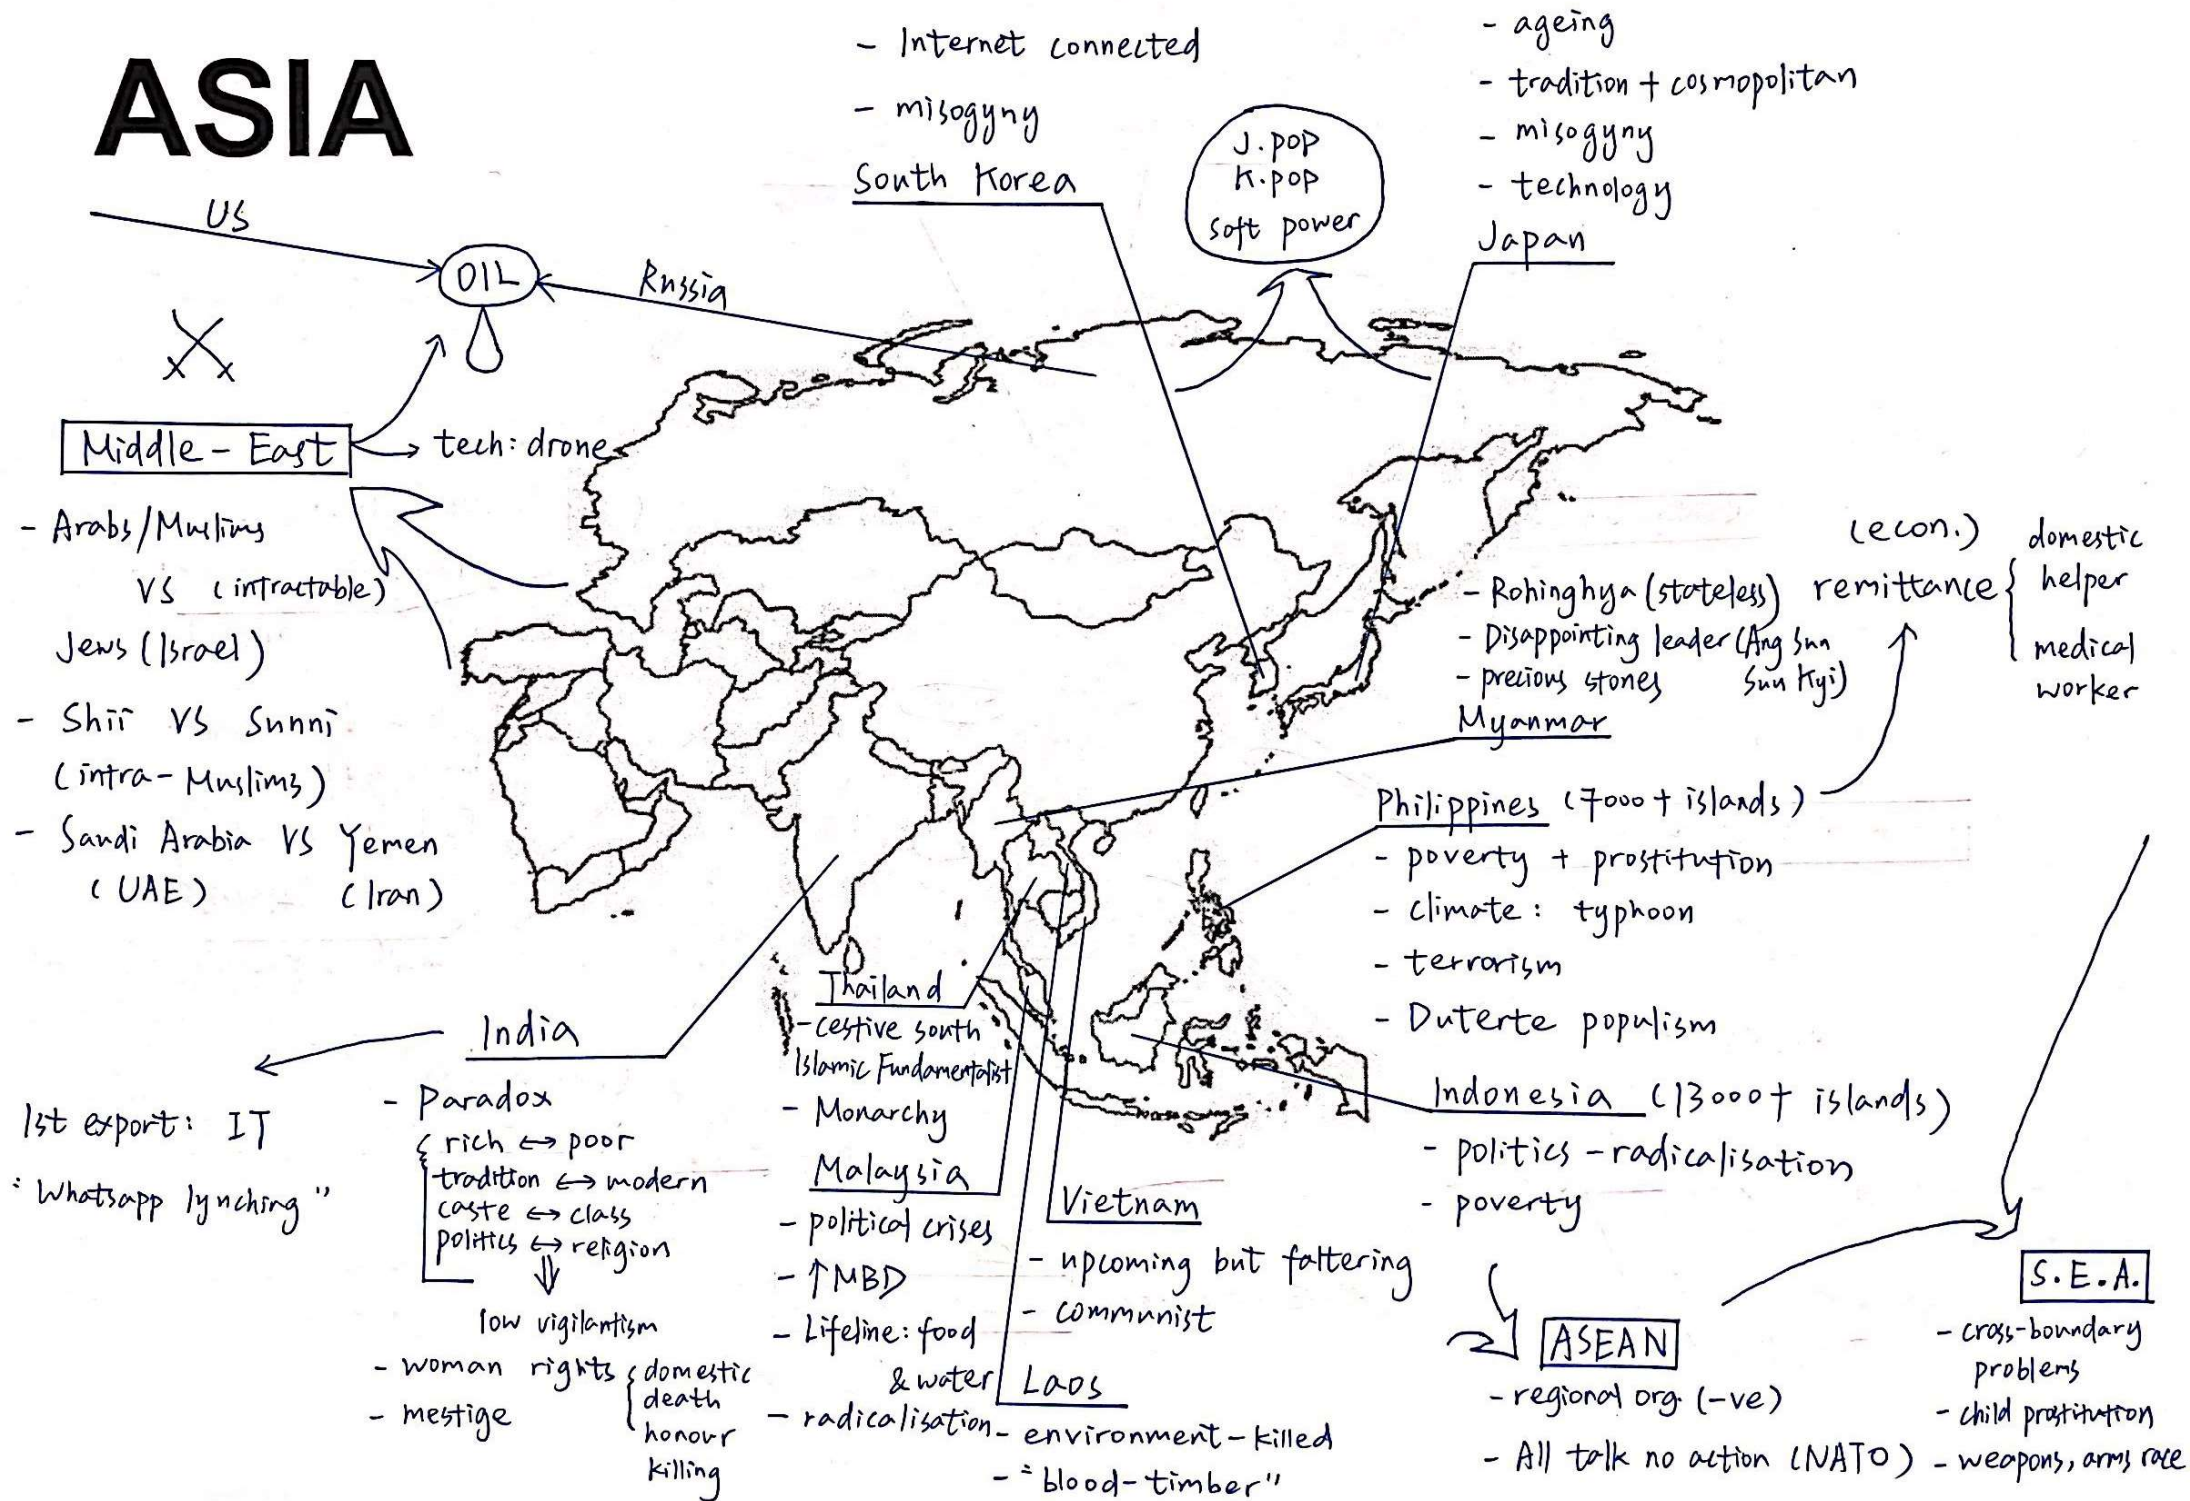 ASIA
- Internet connected
- misogyny
South Korea
J.pop
K.pop
soft power
- ageing
- tradition + cosmopolitan
- misogyny
- technology
Japan
US
OIL
Russia
Middle-East
tech: drone
- Arabs/Muslims
VS (intractable)
Jews (Israel)
- Shii VS Sunni
(intra-Muslims)
- Saudi Arabia VS Yemen
(UAE) (Iran)
- Rohinghya (stateless)
- Disappointing leader (Ang Sun
Suu Kyi)
- precious stones
Myanmar
(econ.)
remittance
domestic
helper
medical
worker
Philippines (7000+ islands)
- poverty + prostitution
- climate: typhoon
- terrorism
- Duterte populism
Indonesia (13000+ islands)
- politics - radicalisation
- poverty
India
1st export: IT
"Whatsapp lynching"
- Paradox
rich ↔ poor
tradition ↔ modern
caste ↔ class
politics ↔ religion
⇓
low vigilantism
- woman rights
domestic
death
honour
killing
- mestige
Thailand
- cestive south
Islamic Fundamentalist
- Monarchy
Malaysia
- political crises
- ↑MBD
- Lifeline: food
& water
- radicalisation
Vietnam
- upcoming but faltering
- communist
Laos
- environment - killed
- "blood-timber"
ASEAN
- regional org. (-ve)
- All talk no action (NATO)
S.E.A.
- cross-boundary
problems
- child prostitution
- weapons, arms race